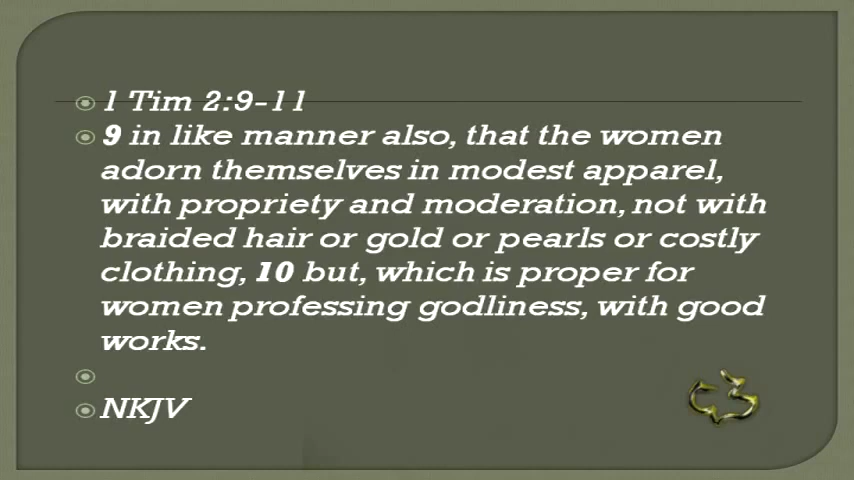 1 Tim 2:9-11
9 in like manner also, that the women
adorn themselves in modest apparel,
with propriety and moderation, not with
braided hair or gold or pearls or costly
clothing, 10 but, which is proper for
women professing godliness, with good
works.
NKJV